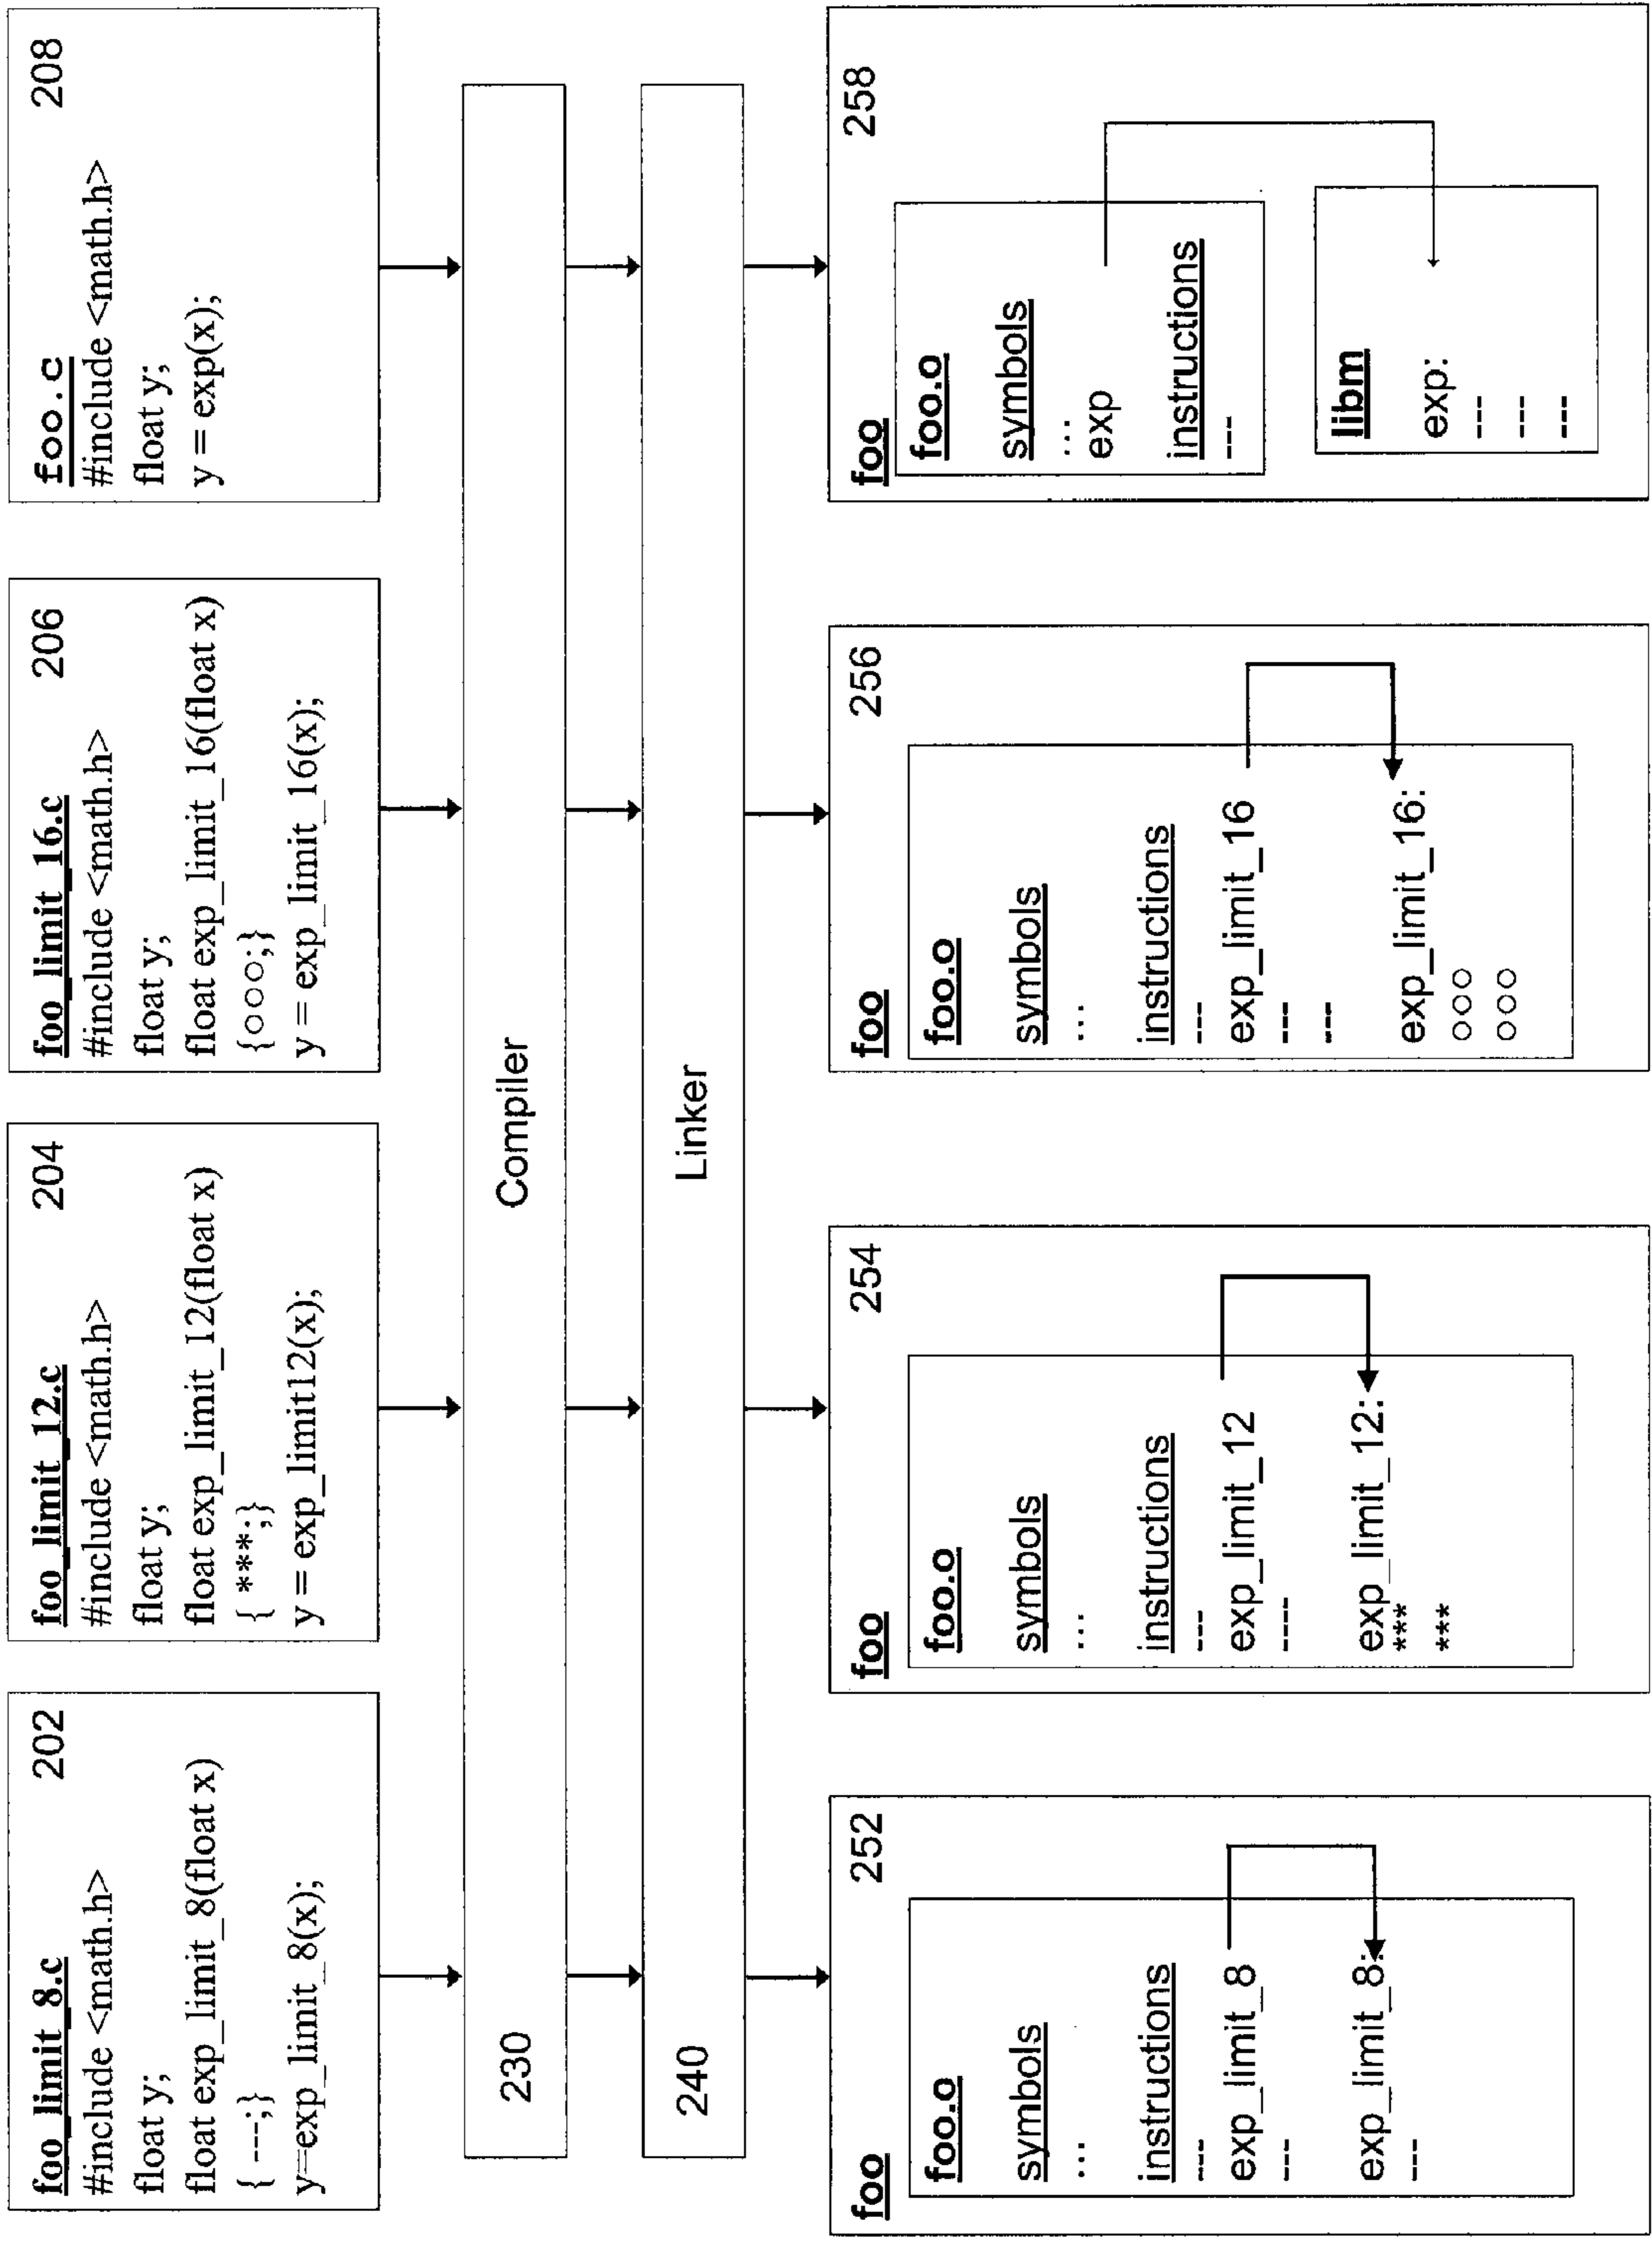 foo_limit_8.c 202
#include <math.h>
float y;
float exp_limit_8(float x)
{ ---;}
y=exp_limit_8(x);
foo_limit_12.c 204
#include <math.h>
float y;
float exp_limit_12(float x)
{ ***;}
y = exp_limit12(x);
foo_limit_16.c 206
#include <math.h>
float y;
float exp_limit_16(float x)
{○○○;}
y = exp_limit_16(x);
foo.c 208
#include <math.h>
float y;
y = exp(x);
230 Compiler
240 Linker
foo 252
foo.o
symbols
...
instructions
---
exp_limit_8
---
exp_limit_8:
---
foo 254
foo.o
symbols
...
instructions
---
exp_limit_12
----
exp_limit_12:
***
***
foo 256
foo.o
symbols
...
instructions
---
exp_limit_16
---
---
exp_limit_16:
○○○
○○○
foo 258
foo.o
symbols
...
exp
instructions
---
libm
exp:
---
---
---